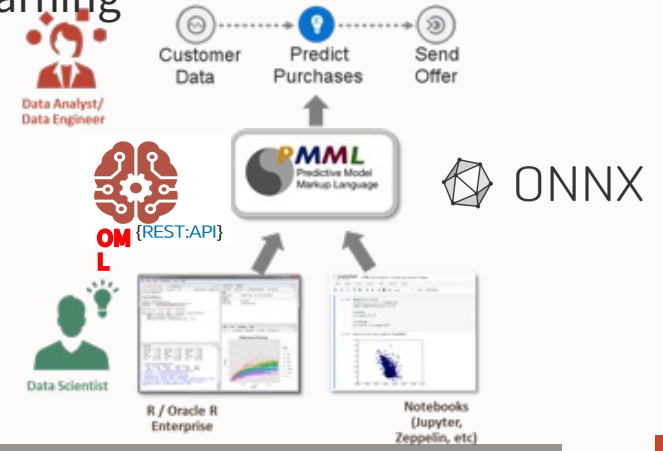 arning
Customer
Data
Predict
Purchases
Send
Offer
Data Analyst/
Data Engineer
PMML
Predictive Model
Markup Language
ONNX
OM
L
{REST:API}
Data Scientist
R / Oracle R
Enterprise
Notebooks
(Jupyter,
Zeppelin, etc)